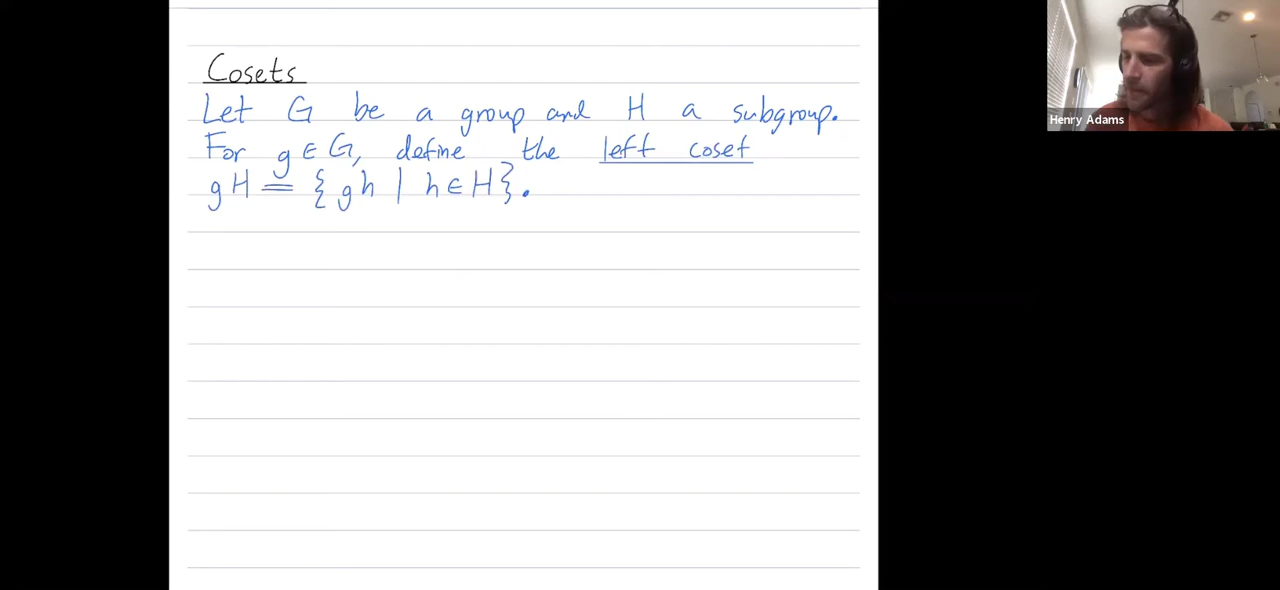 Cosets
Let G be a group and H a subgroup.
For g ∈ G, define the left coset
gH = { gh | h ∈ H }.
Henry Adams